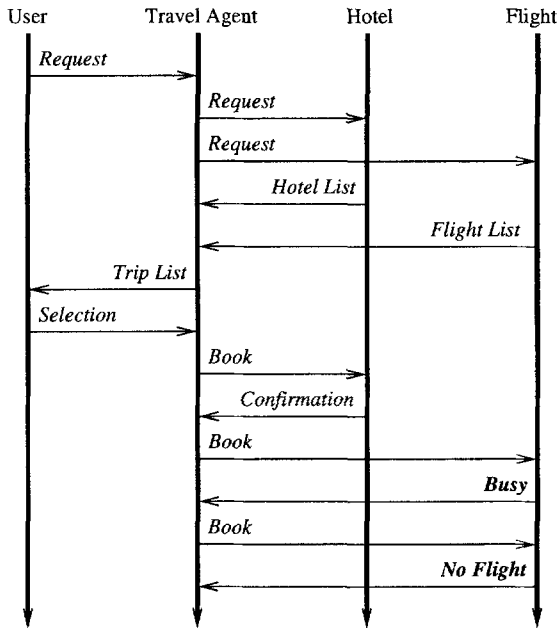 User Travel Agent Hotel Flight
Request
Request
Request
Hotel List
Flight List
Trip List
Selection
Book
Confirmation
Book
Busy
Book
No Flight